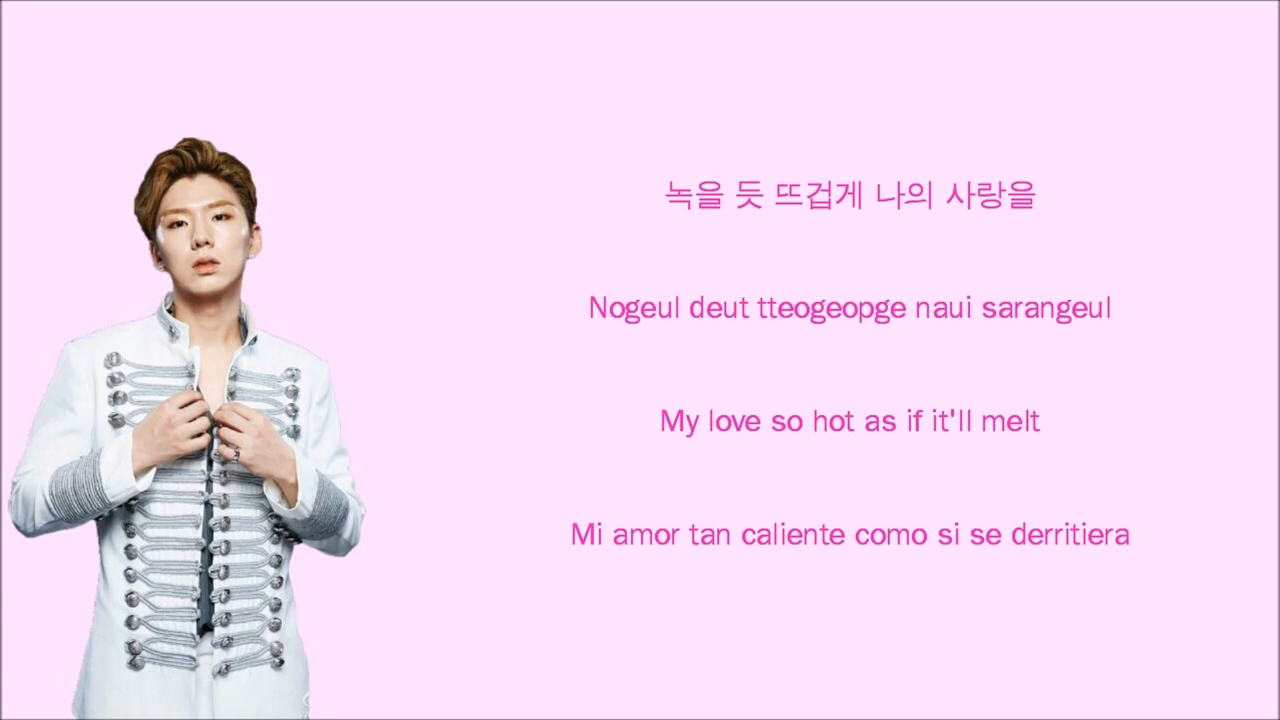 녹을 듯 뜨겁게 나의 사랑을
Nogeul deut tteogeopge naui sarangeul
My love so hot as if it'll melt
Mi amor tan caliente como si se derritiera